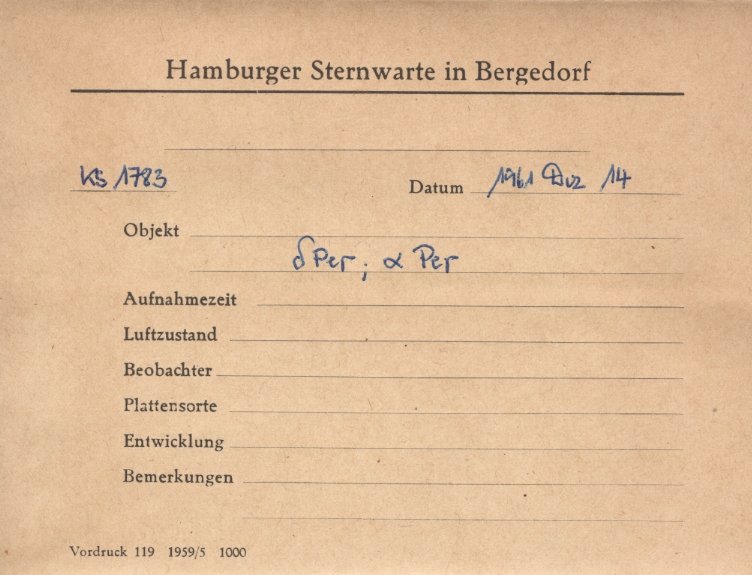 Hamburger Sternwarte in Bergedorf
KS 1783 Datum 1961 Dez 14
Objekt
δ Per; α Per
Aufnahmezeit
Luftzustand
Beobachter
Plattensorte
Entwicklung
Bemerkungen
Vordruck 119 1959/5 1000